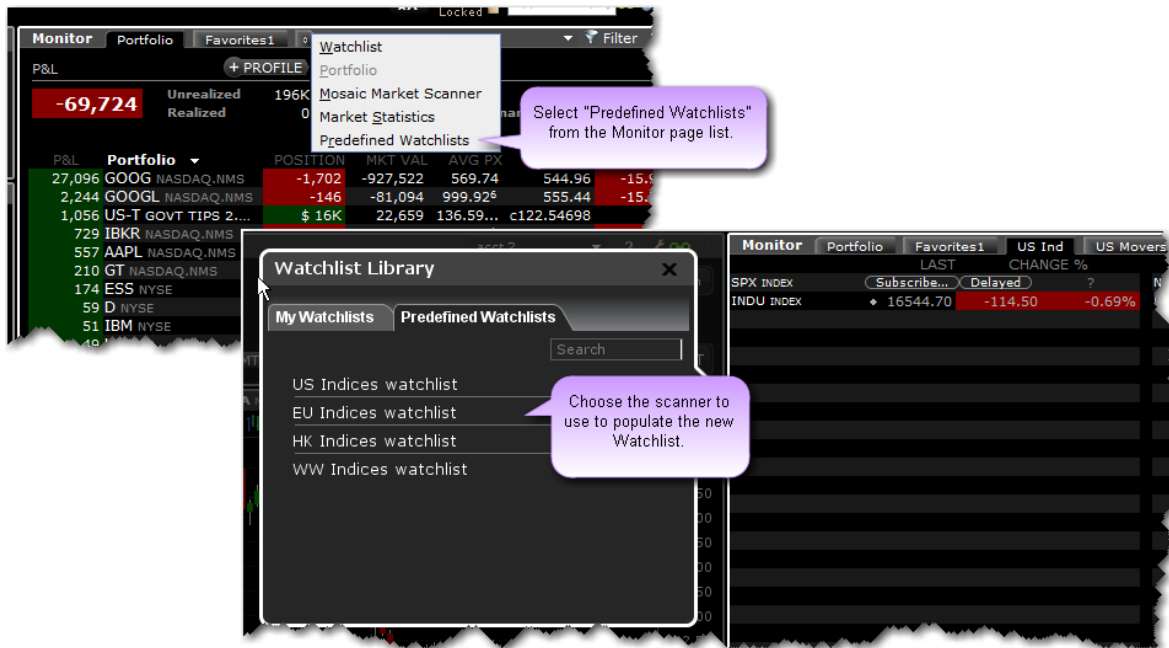 Locked
Monitor Portfolio Favorites1 Filter
Watchlist
Portfolio
Mosaic Market Scanner
Market Statistics
Predefined Watchlists
P&L + PROFILE
-69,724 Unrealized 196K
Realized 0
Select "Predefined Watchlists"
from the Monitor page list.
P&L Portfolio POSITION MKT VAL AVG PX
27,096 GOOG NASDAQ.NMS -1,702 -927,522 569.74 544.96
2,244 GOOGL NASDAQ.NMS -146 -81,094 999.926 555.44
1,056 US-T GOVT TIPS 2.... $ 16K 22,659 136.59... c122.54698
729 IBKR NASDAQ.NMS
557 AAPL NASDAQ.NMS
210 GT NASDAQ.NMS
174 ESS NYSE
59 D NYSE
51 IBM NYSE
Watchlist Library
My Watchlists Predefined Watchlists
Search
US Indices watchlist
EU Indices watchlist
HK Indices watchlist
WW Indices watchlist
Choose the scanner to
use to populate the new
Watchlist.
Monitor Portfolio Favorites1 US Ind US Movers
LAST CHANGE %
SPX INDEX Subscribe... Delayed ?
INDU INDEX 16544.70 -114.50 -0.69%